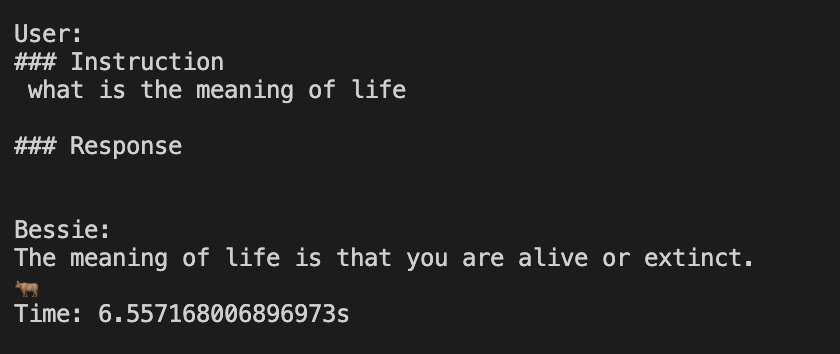 User:
### Instruction
what is the meaning of life
### Response
Bessie:
The meaning of life is that you are alive or extinct.
🐂
Time: 6.557168006896973s